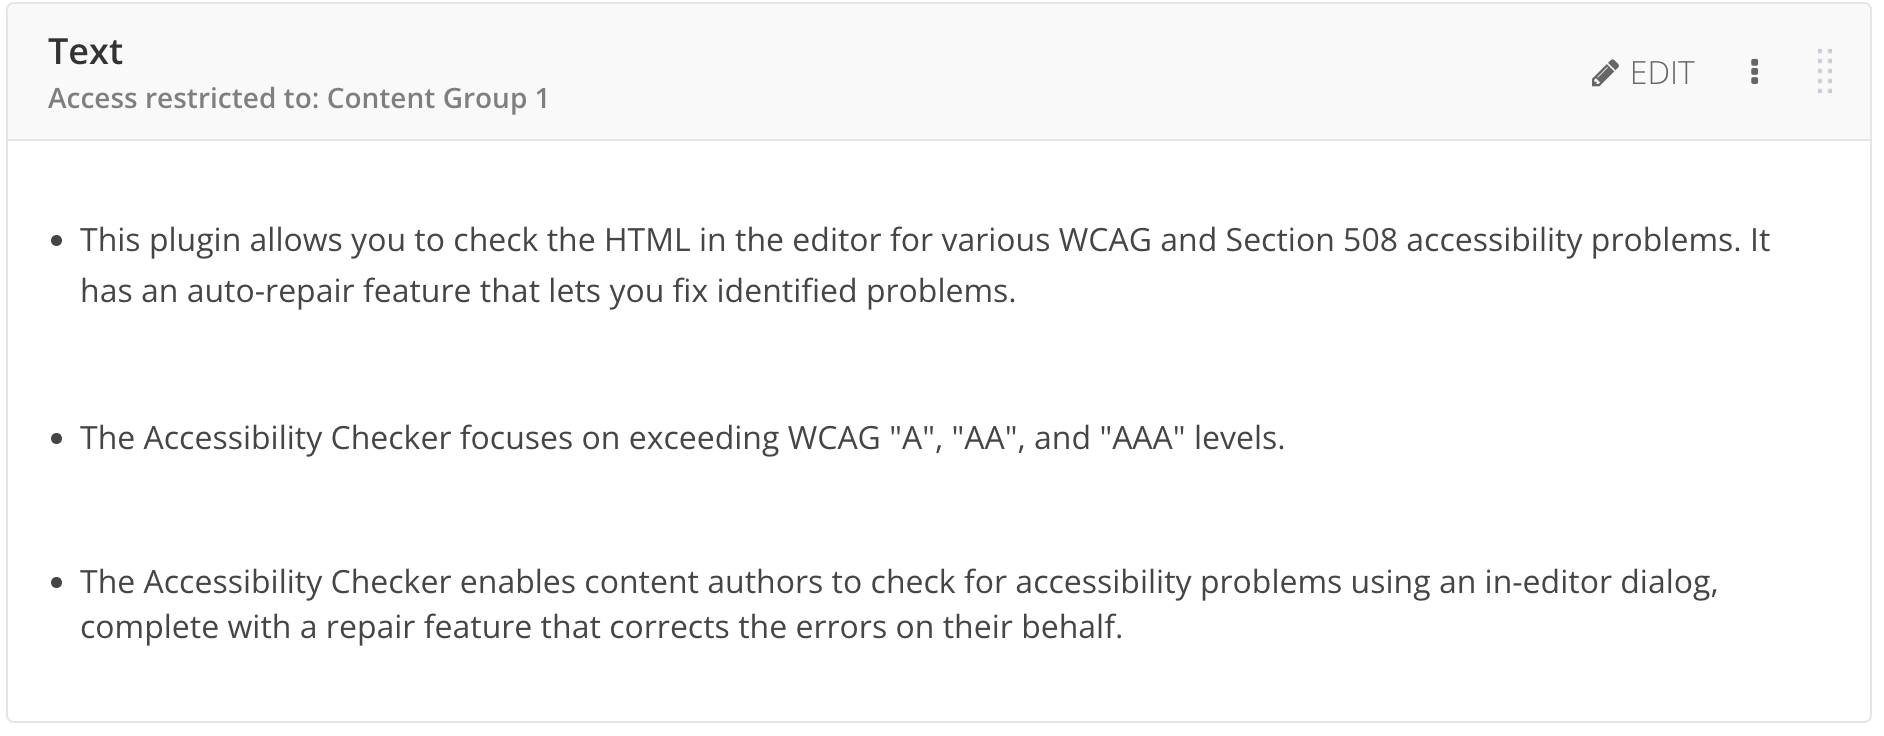 Text
Access restricted to: Content Group 1
EDIT
• This plugin allows you to check the HTML in the editor for various WCAG and Section 508 accessibility problems. It
has an auto-repair feature that lets you fix identified problems.
• The Accessibility Checker focuses on exceeding WCAG "A", "AA", and "AAA" levels.
• The Accessibility Checker enables content authors to check for accessibility problems using an in-editor dialog,
complete with a repair feature that corrects the errors on their behalf.